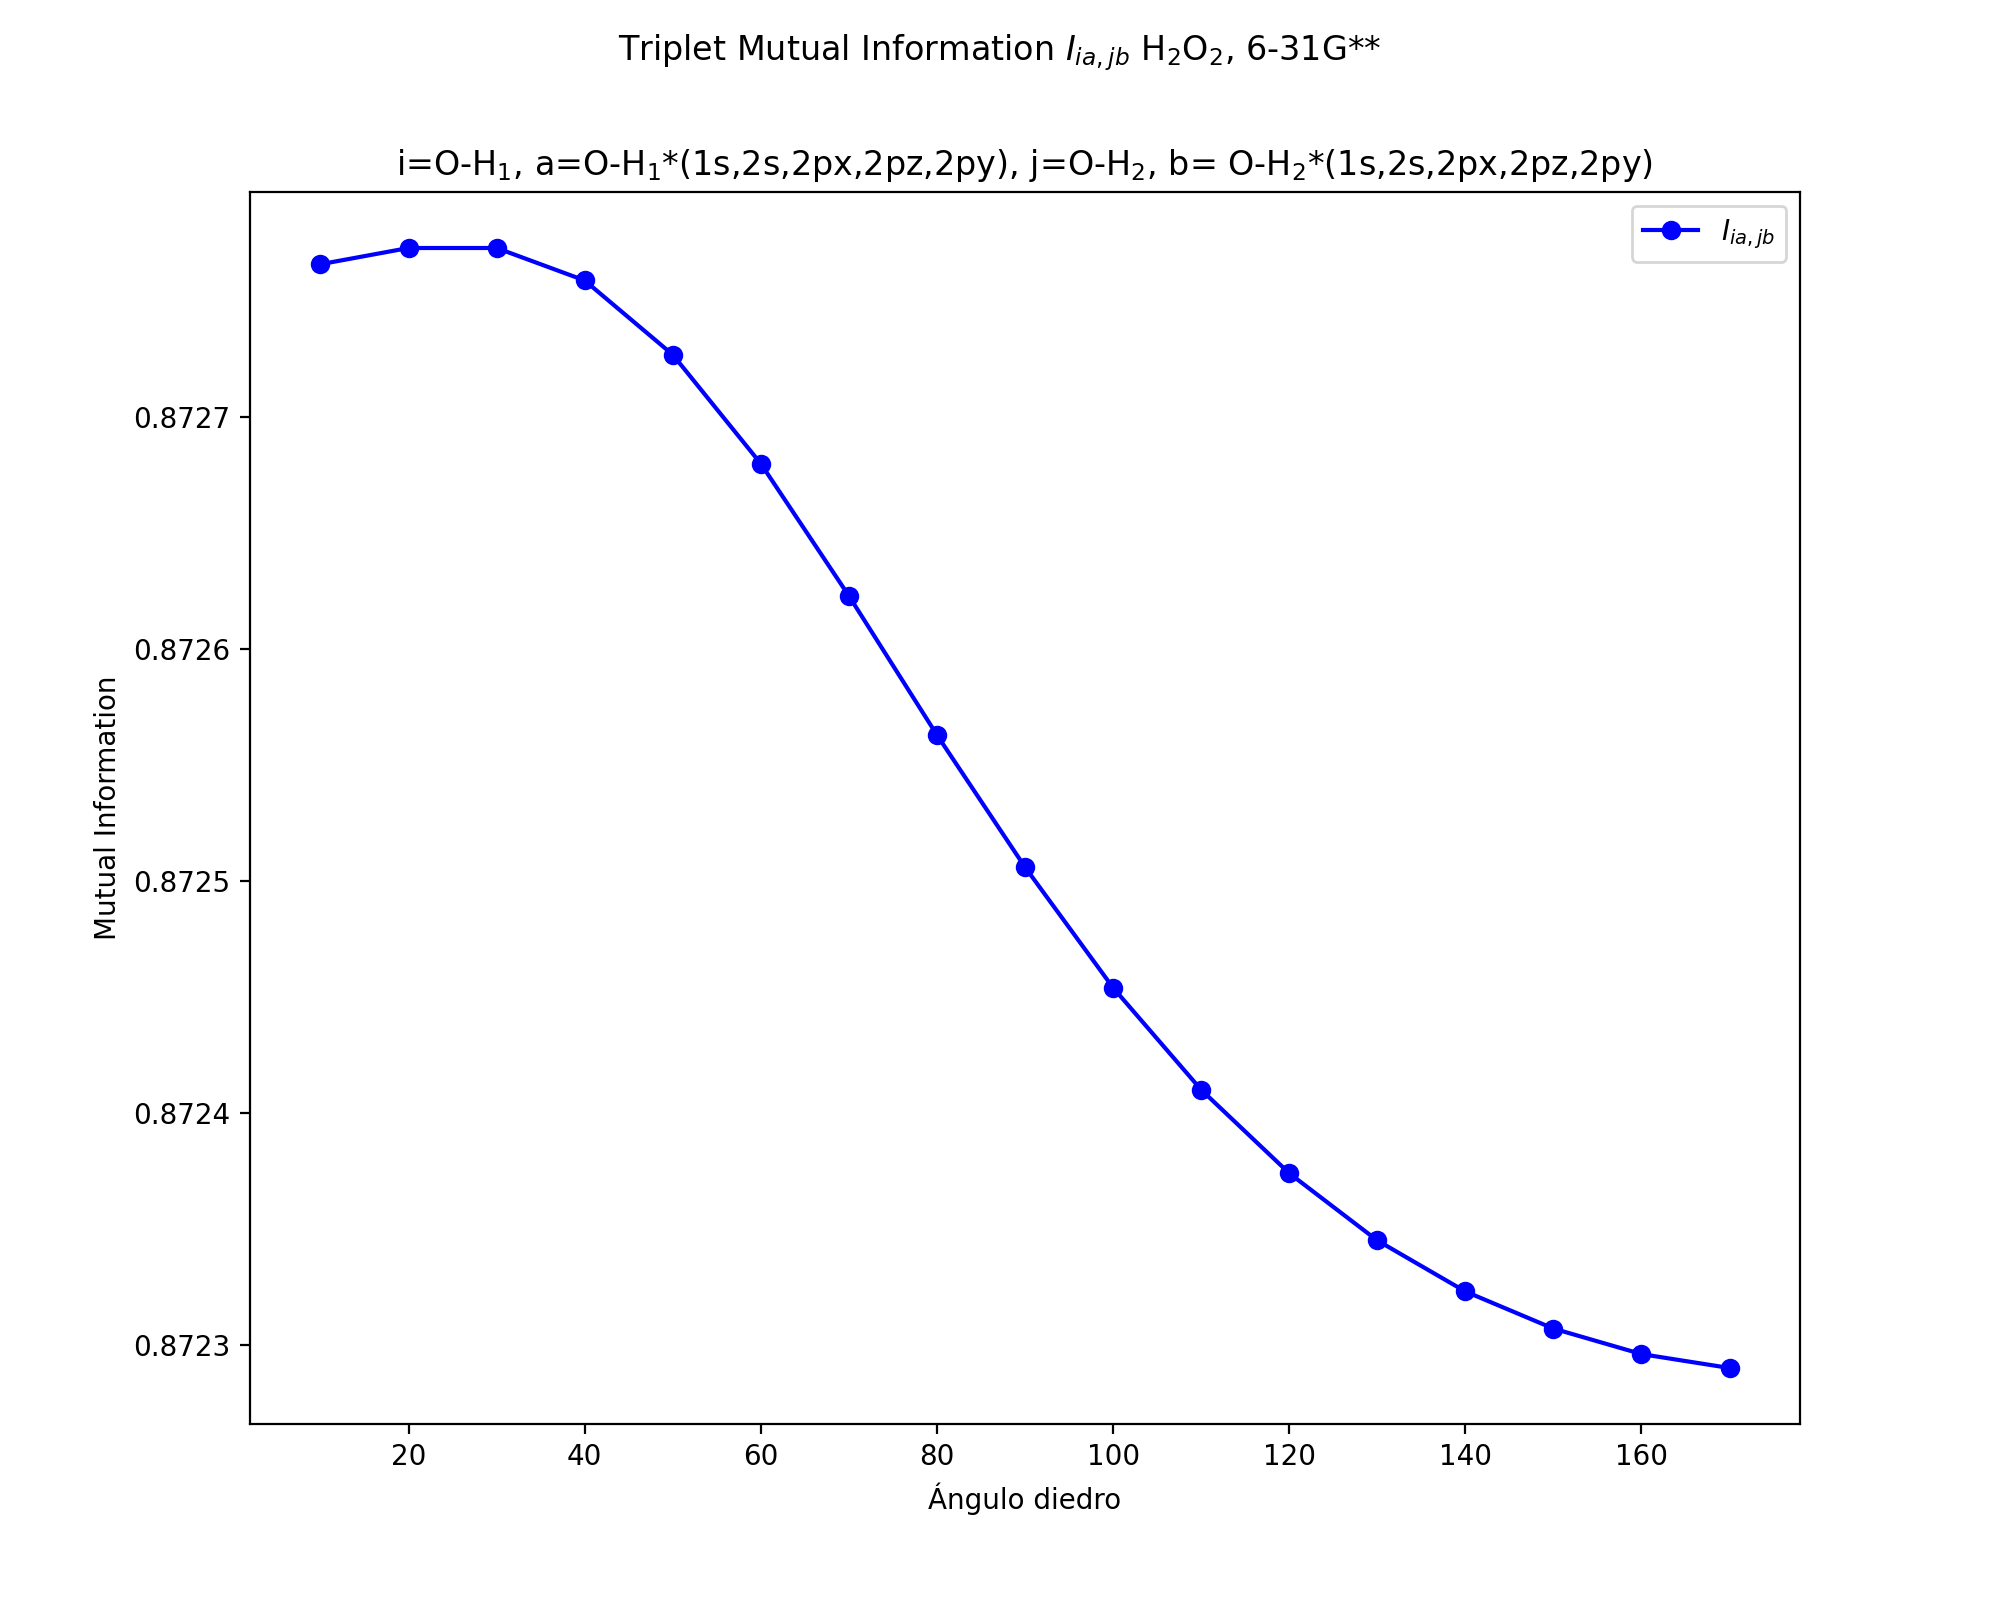 Triplet Mutual Information I_{ia,jb} H₂O₂, 6-31G**
i=O-H₁, a=O-H₁*(1s,2s,2px,2pz,2py), j=O-H₂, b= O-H₂*(1s,2s,2px,2pz,2py)
I_{ia,jb}
0.8727
0.8726
0.8725
0.8724
0.8723
Mutual Information
20 40 60 80 100 120 140 160
Ángulo diedro